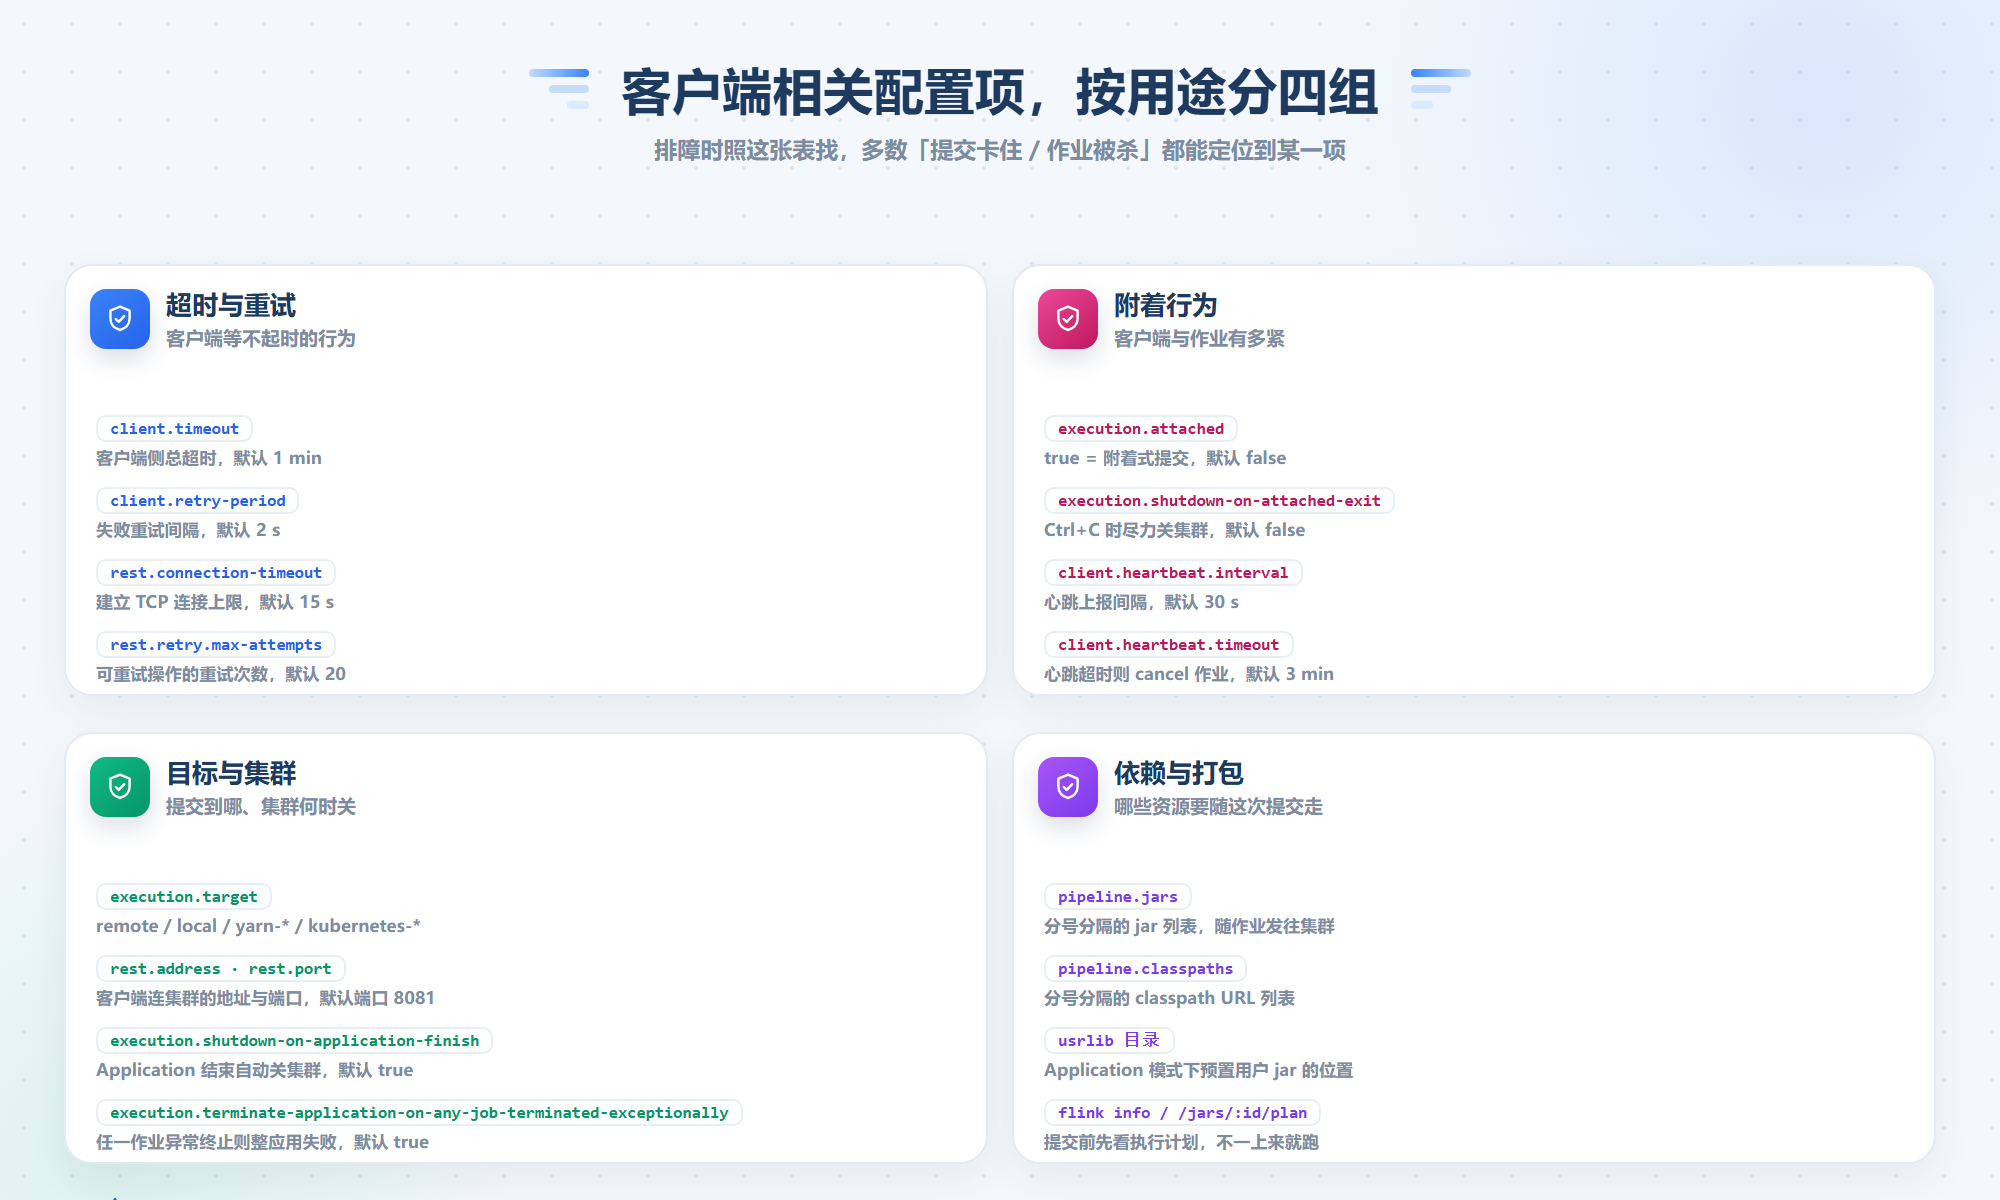 客户端相关配置项，按用途分四组
排障时照这张表找，多数「提交卡住 / 作业被杀」都能定位到某一项
超时与重试
客户端等不起时的行为
client.timeout
客户端侧总超时，默认 1 min
client.retry-period
失败重试间隔，默认 2 s
rest.connection-timeout
建立 TCP 连接上限，默认 15 s
rest.retry.max-attempts
可重试操作的重试次数，默认 20
附着行为
客户端与作业有多紧
execution.attached
true = 附着式提交，默认 false
execution.shutdown-on-attached-exit
Ctrl+C 时尽力关集群，默认 false
client.heartbeat.interval
心跳上报间隔，默认 30 s
client.heartbeat.timeout
心跳超时则 cancel 作业，默认 3 min
目标与集群
提交到哪、集群何时关
execution.target
remote / local / yarn-* / kubernetes-*
rest.address · rest.port
客户端连集群的地址与端口，默认端口 8081
execution.shutdown-on-application-finish
Application 结束自动关集群，默认 true
execution.terminate-application-on-any-job-terminated-exceptionally
任一作业异常终止则整应用失败，默认 true
依赖与打包
哪些资源要随这次提交走
pipeline.jars
分号分隔的 jar 列表，随作业发往集群
pipeline.classpaths
分号分隔的 classpath URL 列表
usrlib 目录
Application 模式下预置用户 jar 的位置
flink info / /jars/:id/plan
提交前先看执行计划，不一上来就跑